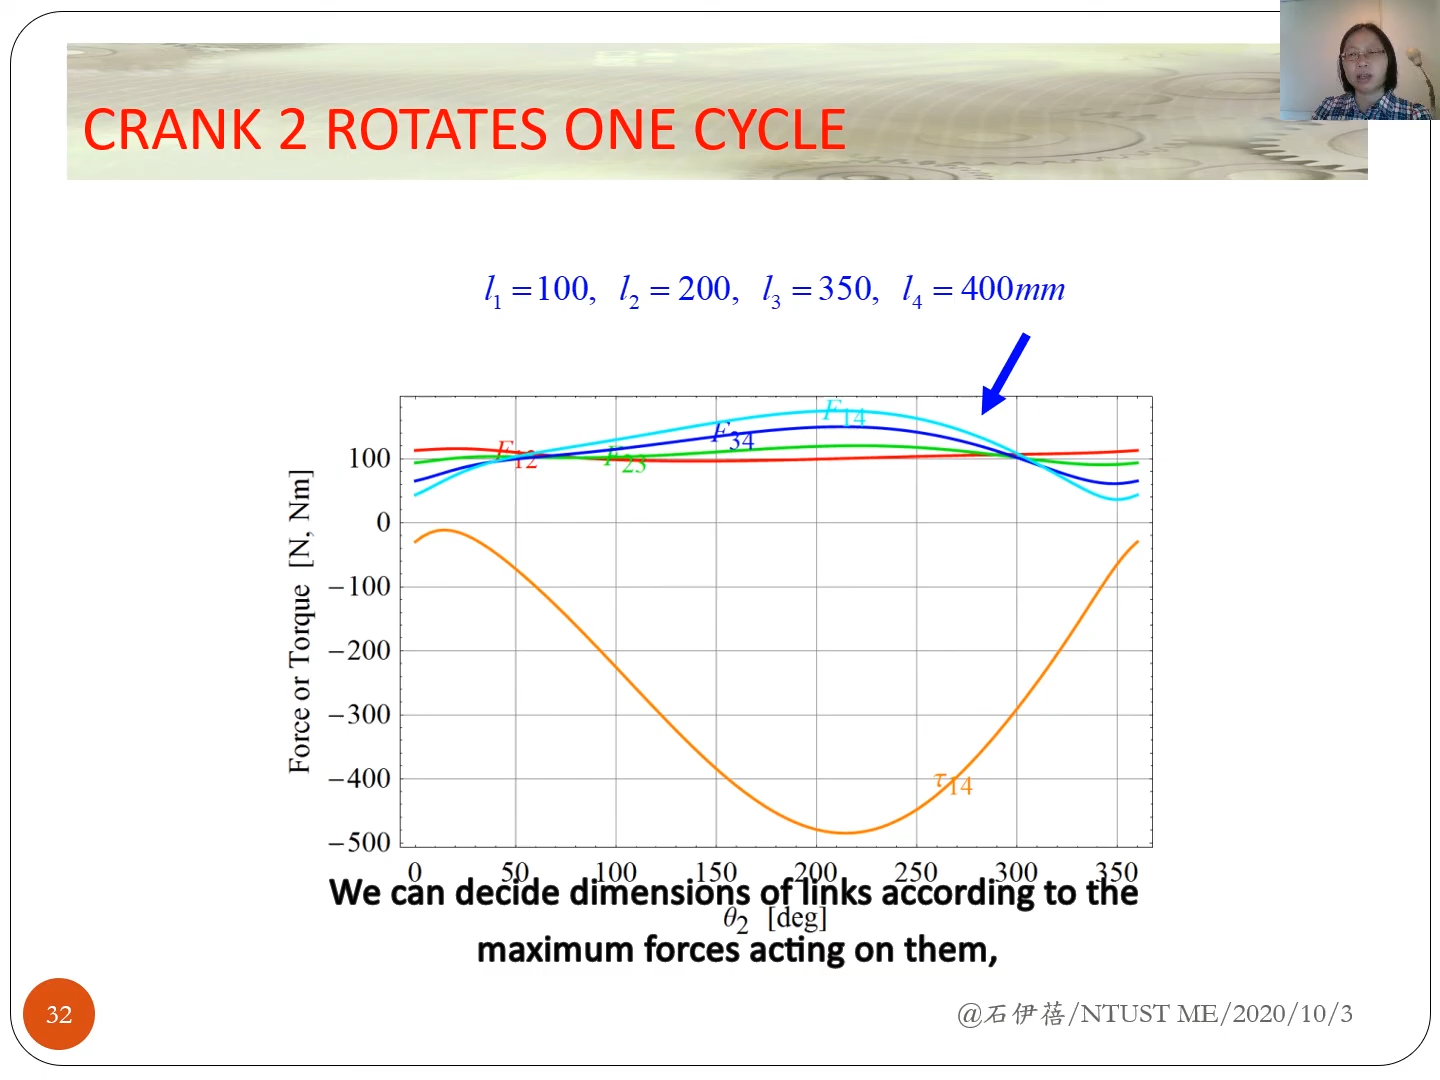 CRANK 2 ROTATES ONE CYCLE
l₁ = 100, l₂ = 200, l₃ = 350, l₄ = 400mm
F₁₄
F₃₄
F₁₂
F₂₃
τ₁₄
Force or Torque [N, Nm]
100
0
−100
−200
−300
−400
−500
0 50 100 150 200 250 300 350
θ₂ [deg]
We can decide dimensions of links according to the
maximum forces acting on them,
32
@石伊蓓/NTUST ME/2020/10/3